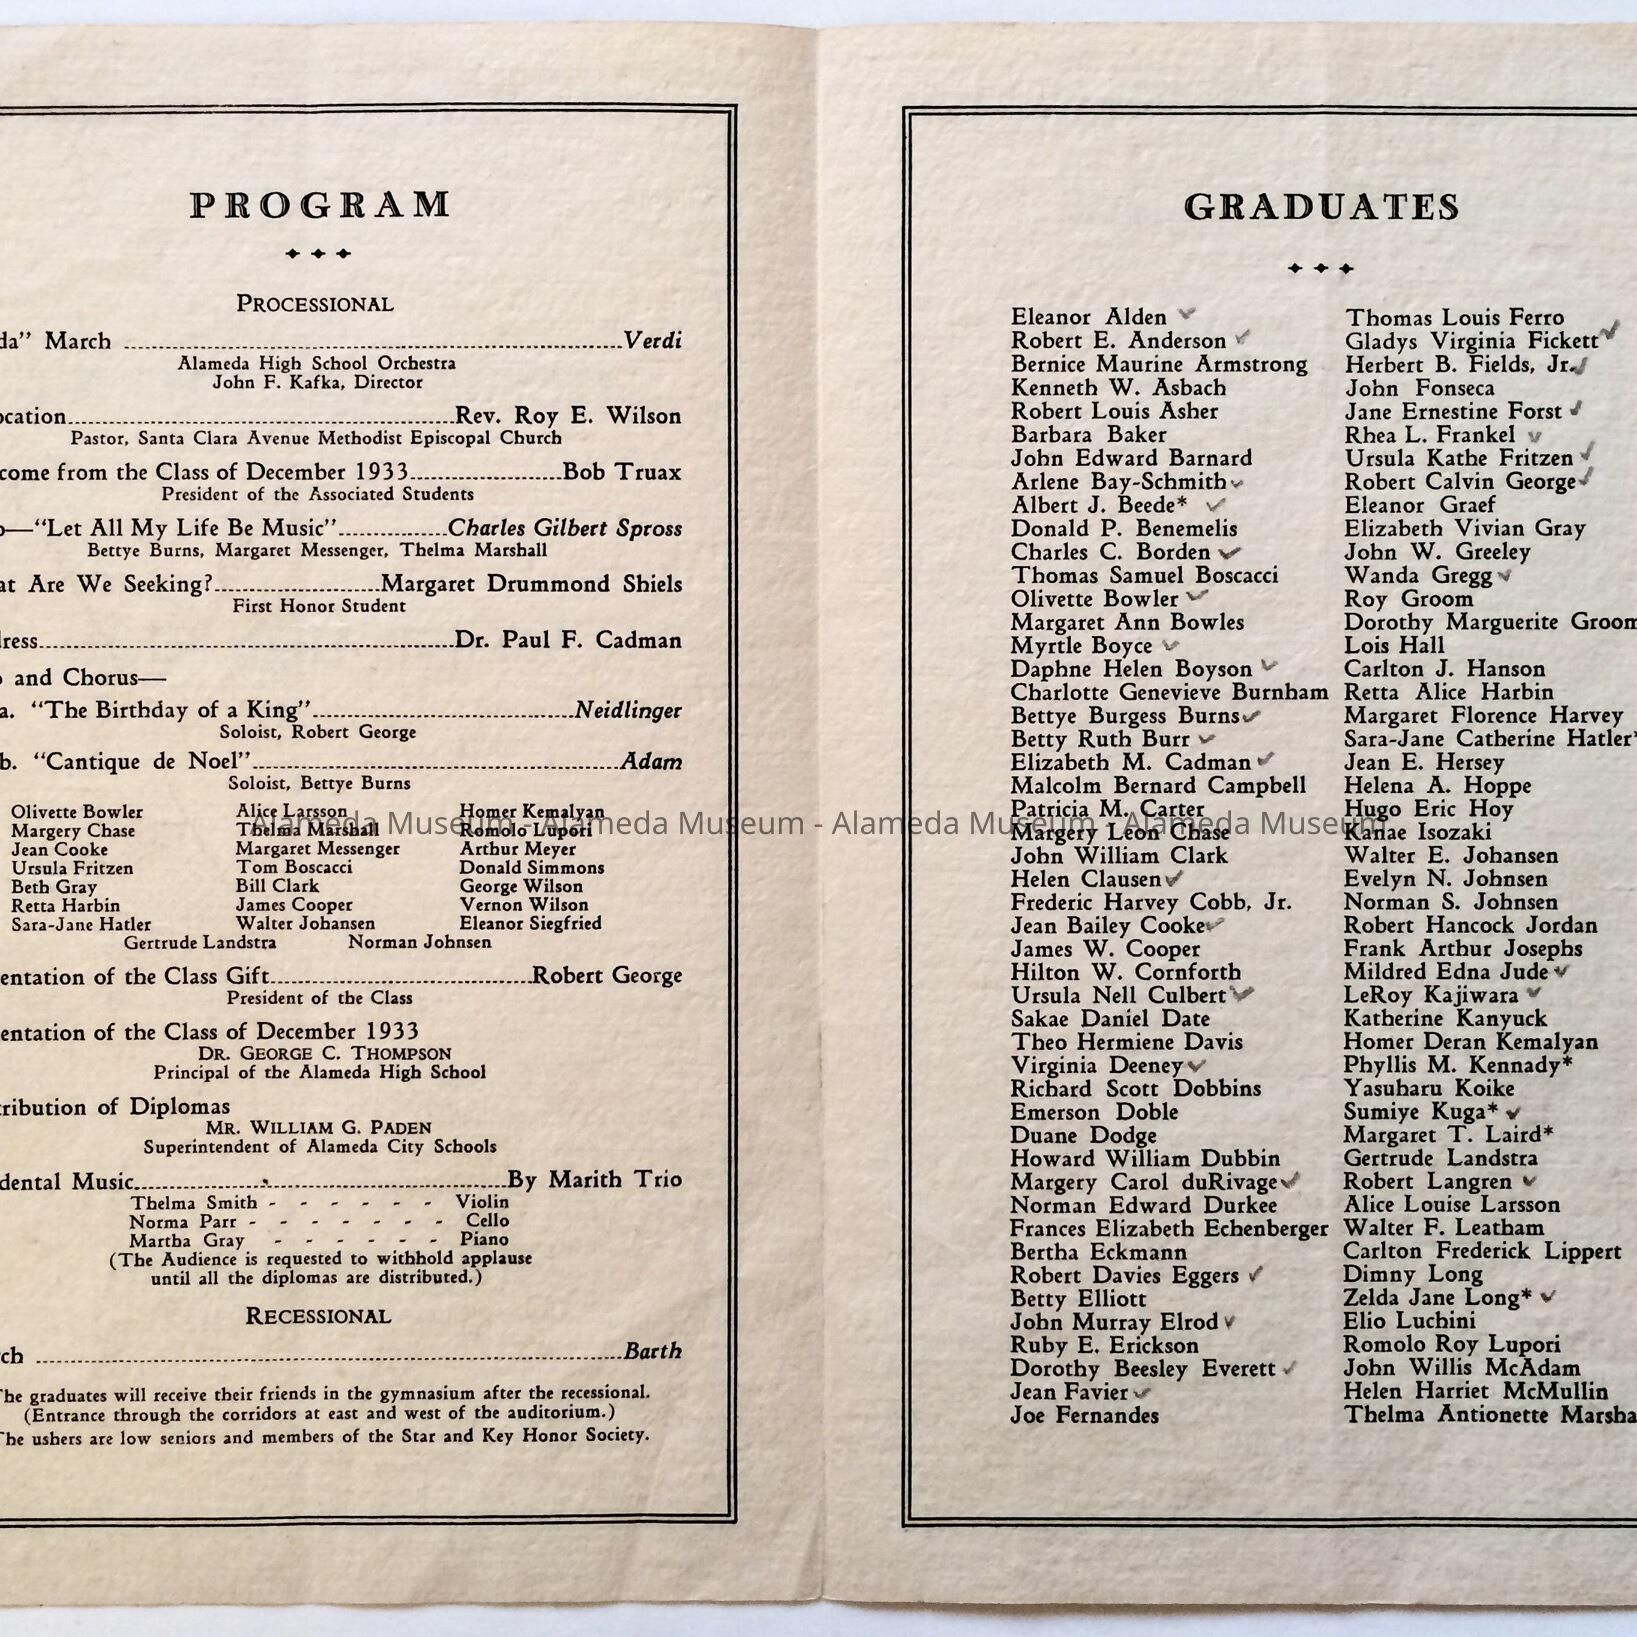 PROGRAM
PROCESSIONAL
da" March Verdi
Alameda High School Orchestra
John F. Kafka, Director
ocation Rev. Roy E. Wilson
Pastor, Santa Clara Avenue Methodist Episcopal Church
come from the Class of December 1933 Bob Truax
President of the Associated Students
o—"Let All My Life Be Music" Charles Gilbert Spross
Bettye Burns, Margaret Messenger, Thelma Marshall
at Are We Seeking? Margaret Drummond Shiels
First Honor Student
ress Dr. Paul F. Cadman
o and Chorus—
a. "The Birthday of a King" Neidlinger
Soloist, Robert George
b. "Cantique de Noel" Adam
Soloist, Bettye Burns
Olivette Bowler Alice Larsson Homer Kemalyan
Margery Chase Thelma Marshall Romolo Lupori
Jean Cooke Margaret Messenger Arthur Meyer
Ursula Fritzen Tom Boscacci Donald Simmons
Beth Gray Bill Clark George Wilson
Retta Harbin James Cooper Vernon Wilson
Sara-Jane Hatler Walter Johansen Eleanor Siegfried
Gertrude Landstra Norman Johnsen
entation of the Class Gift Robert George
President of the Class
entation of the Class of December 1933
DR. GEORGE C. THOMPSON
Principal of the Alameda High School
tribution of Diplomas
MR. WILLIAM G. PADEN
Superintendent of Alameda City Schools
dental Music By Marith Trio
Thelma Smith - - - - - - Violin
Norma Parr - - - - - - - Cello
Martha Gray - - - - - - Piano
(The Audience is requested to withhold applause
until all the diplomas are distributed.)
RECESSIONAL
rch Barth
The graduates will receive their friends in the gymnasium after the recessional.
(Entrance through the corridors at east and west of the auditorium.)
The ushers are low seniors and members of the Star and Key Honor Society.
GRADUATES
Eleanor Alden
Robert E. Anderson
Bernice Maurine Armstrong
Kenneth W. Asbach
Robert Louis Asher
Barbara Baker
John Edward Barnard
Arlene Bay-Schmith
Albert J. Beede*
Donald P. Benemelis
Charles C. Borden
Thomas Samuel Boscacci
Olivette Bowler
Margaret Ann Bowles
Myrtle Boyce
Daphne Helen Boyson
Charlotte Genevieve Burnham
Bettye Burgess Burns
Betty Ruth Burr
Elizabeth M. Cadman
Malcolm Bernard Campbell
Patricia M. Carter
Margery Leon Chase
John William Clark
Helen Clausen
Frederic Harvey Cobb, Jr.
Jean Bailey Cooke
James W. Cooper
Hilton W. Cornforth
Ursula Nell Culbert
Sakae Daniel Date
Theo Hermiene Davis
Virginia Deeney
Richard Scott Dobbins
Emerson Doble
Duane Dodge
Howard William Dubbin
Margery Carol duRivage
Norman Edward Durkee
Frances Elizabeth Echenberger
Bertha Eckmann
Robert Davies Eggers
Betty Elliott
John Murray Elrod
Ruby E. Erickson
Dorothy Beesley Everett
Jean Favier
Joe Fernandes
Thomas Louis Ferro
Gladys Virginia Fickett
Herbert B. Fields, Jr.
John Fonseca
Jane Ernestine Forst
Rhea L. Frankel
Ursula Kathe Fritzen
Robert Calvin George
Eleanor Graef
Elizabeth Vivian Gray
John W. Greeley
Wanda Gregg
Roy Groom
Dorothy Marguerite Groom
Lois Hall
Carlton J. Hanson
Retta Alice Harbin
Margaret Florence Harvey
Sara-Jane Catherine Hatler*
Jean E. Hersey
Helena A. Hoppe
Hugo Eric Hoy
Kanae Isozaki
Walter E. Johansen
Evelyn N. Johnsen
Norman S. Johnsen
Robert Hancock Jordan
Frank Arthur Josephs
Mildred Edna Jude
LeRoy Kajiwara
Katherine Kanyuck
Homer Deran Kemalyan
Phyllis M. Kennady*
Yasuharu Koike
Sumiye Kuga*
Margaret T. Laird*
Gertrude Landstra
Robert Langren
Alice Louise Larsson
Walter F. Leatham
Carlton Frederick Lippert
Dimny Long
Zelda Jane Long*
Elio Luchini
Romolo Roy Lupori
John Willis McAdam
Helen Harriet McMullin
Thelma Antionette Marsha
Alameda Museum - Alameda Museum - Alameda Museum - Alameda Museum